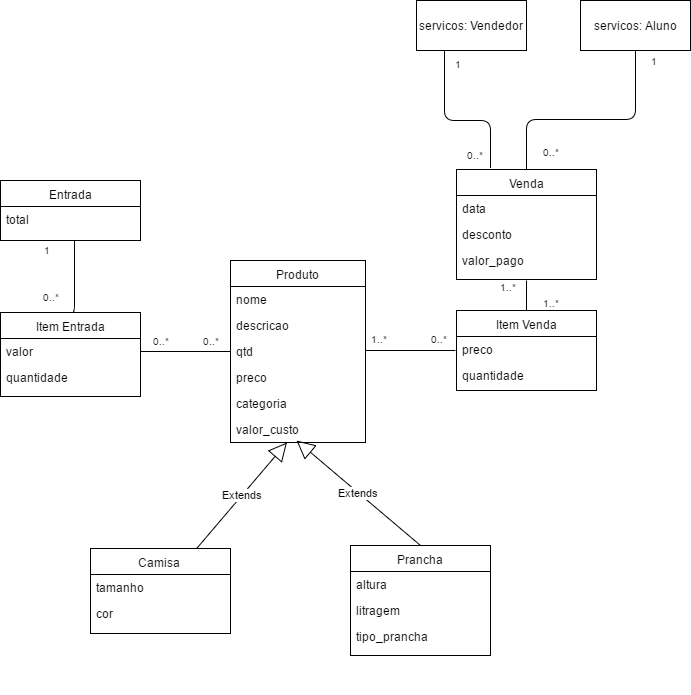 servicos: Vendedor
servicos: Aluno
1
1
0..*
0..*
Venda
data
desconto
valor_pago
Entrada
total
1
0..*
Item Entrada
valor
quantidade
0..*
0..*
Produto
nome
descricao
qtd
preco
categoria
valor_custo
1..*
0..*
1..*
1..*
Item Venda
preco
quantidade
Extends
Extends
Camisa
tamanho
cor
Prancha
altura
litragem
tipo_prancha